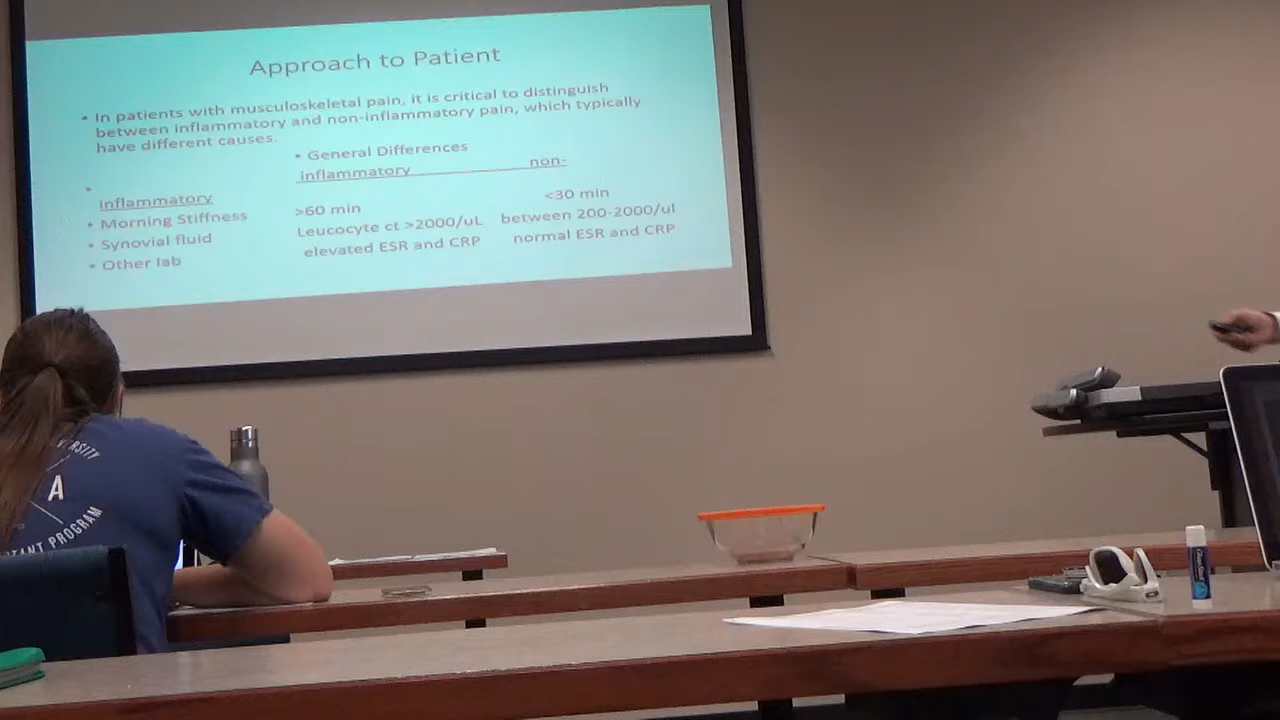 Approach to Patient
• In patients with musculoskeletal pain, it is critical to distinguish
between inflammatory and non-inflammatory pain, which typically
have different causes.
• General Differences
inflammatory non-
•
inflammatory
• Morning Stiffness >60 min <30 min
• Synovial fluid Leucocyte ct >2000/uL between 200-2000/ul
• Other lab elevated ESR and CRP normal ESR and CRP
A
PROGRAM